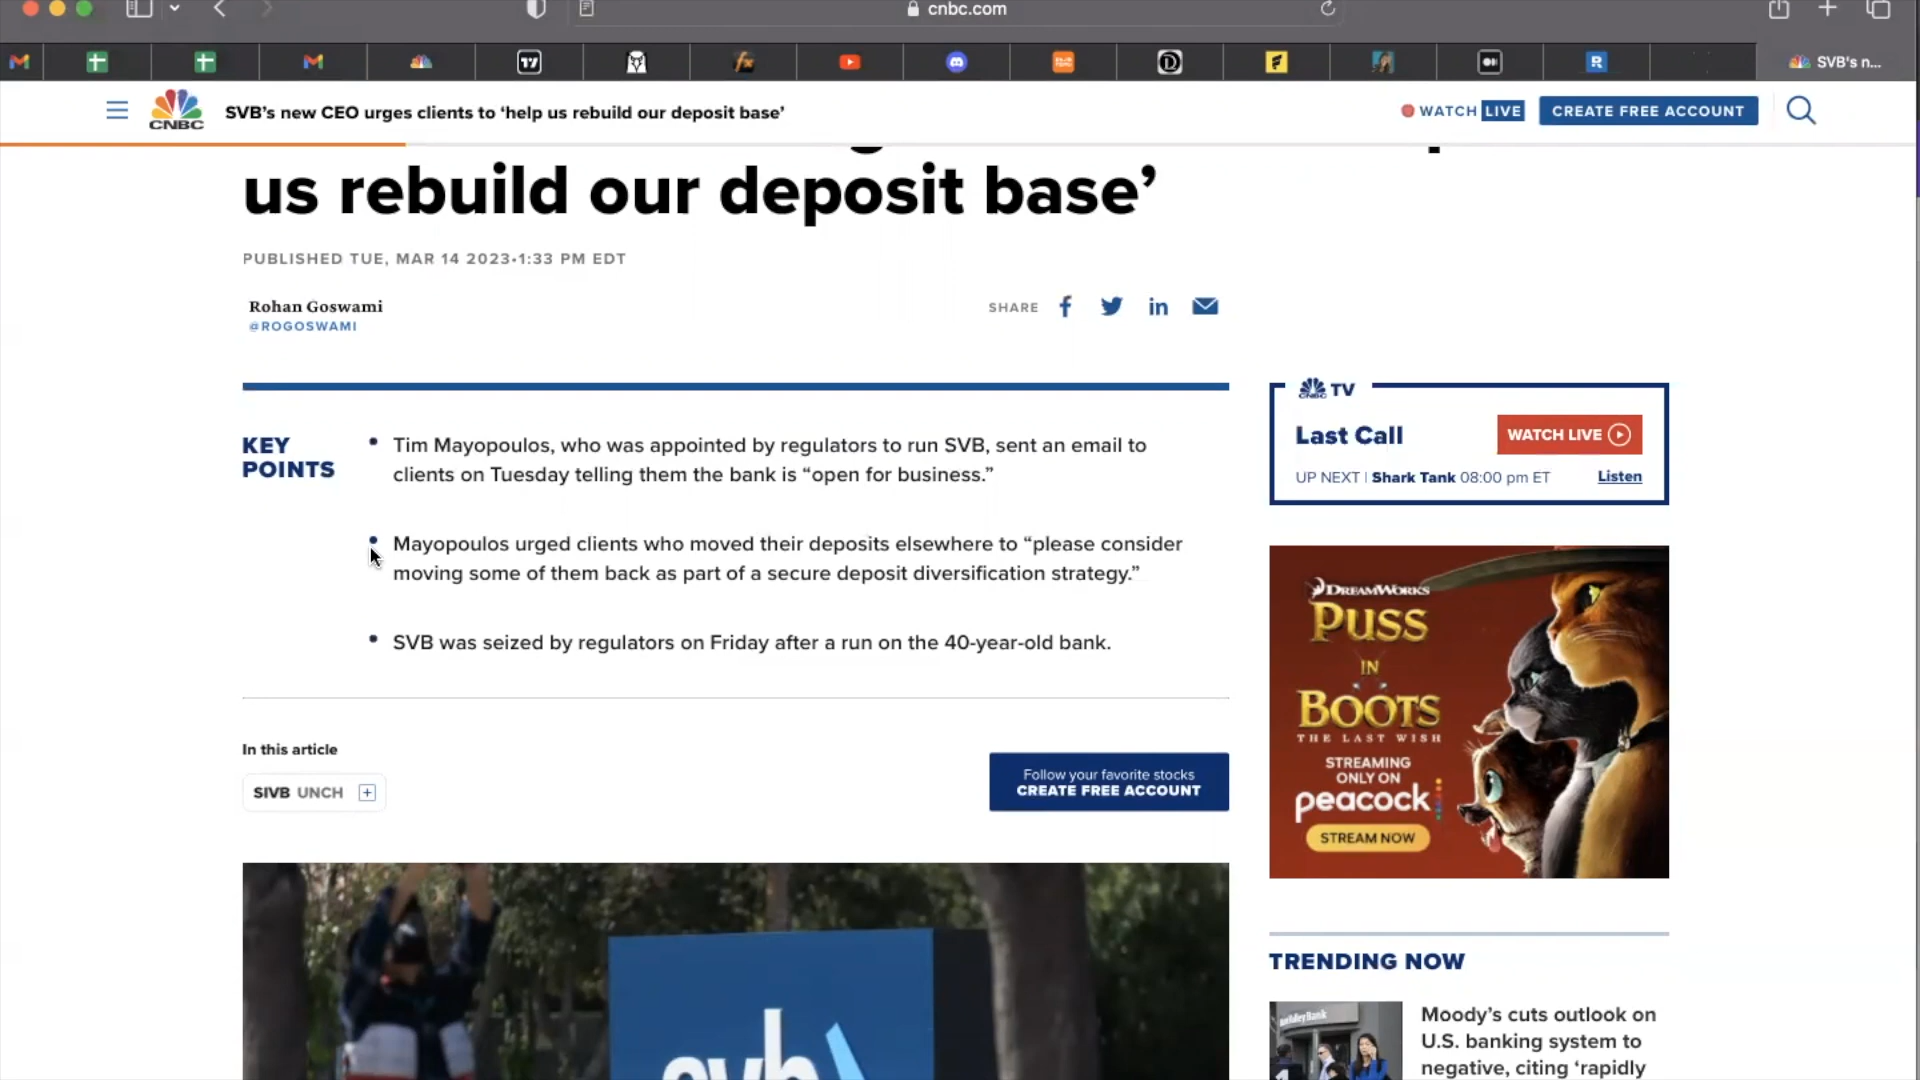 cnbc.com
SVB's n...
CNBC
SVB's new CEO urges clients to ‘help us rebuild our deposit base’
WATCH LIVE
CREATE FREE ACCOUNT
us rebuild our deposit base’
PUBLISHED TUE, MAR 14 2023•1:33 PM EDT
Rohan Goswami
@ROGOSWAMI
SHARE
KEY
POINTS
Tim Mayopoulos, who was appointed by regulators to run SVB, sent an email to
clients on Tuesday telling them the bank is “open for business.”
Mayopoulos urged clients who moved their deposits elsewhere to “please consider
moving some of them back as part of a secure deposit diversification strategy.”
SVB was seized by regulators on Friday after a run on the 40-year-old bank.
In this article
SIVB UNCH
Follow your favorite stocks
CREATE FREE ACCOUNT
svb
CNBC TV
Last Call
WATCH LIVE
UP NEXT | Shark Tank 08:00 pm ET
Listen
DREAMWORKS
PUSS
IN
BOOTS
THE LAST WISH
STREAMING
ONLY ON
peacock
STREAM NOW
TRENDING NOW
Moody’s cuts outlook on
U.S. banking system to
negative, citing ‘rapidly